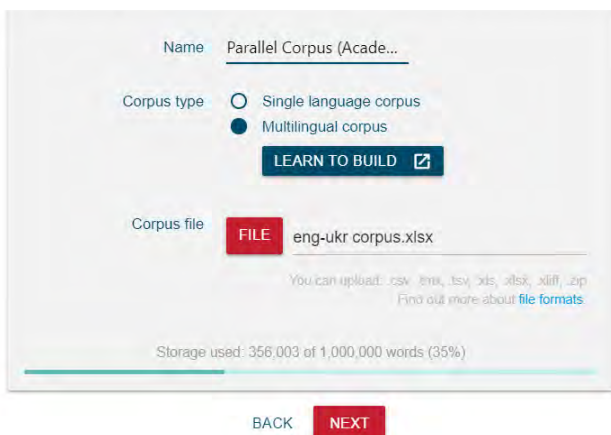 Name Parallel Corpus (Acade...
Corpus type Single language corpus
Multilingual corpus
LEARN TO BUILD
Corpus file FILE eng-ukr corpus.xlsx
You can upload: .csv, .tmx, .tsv, .xls, .xlsx, .xliff, .zip
Find out more about file formats.
Storage used: 356,003 of 1,000,000 words (35%)
BACK NEXT